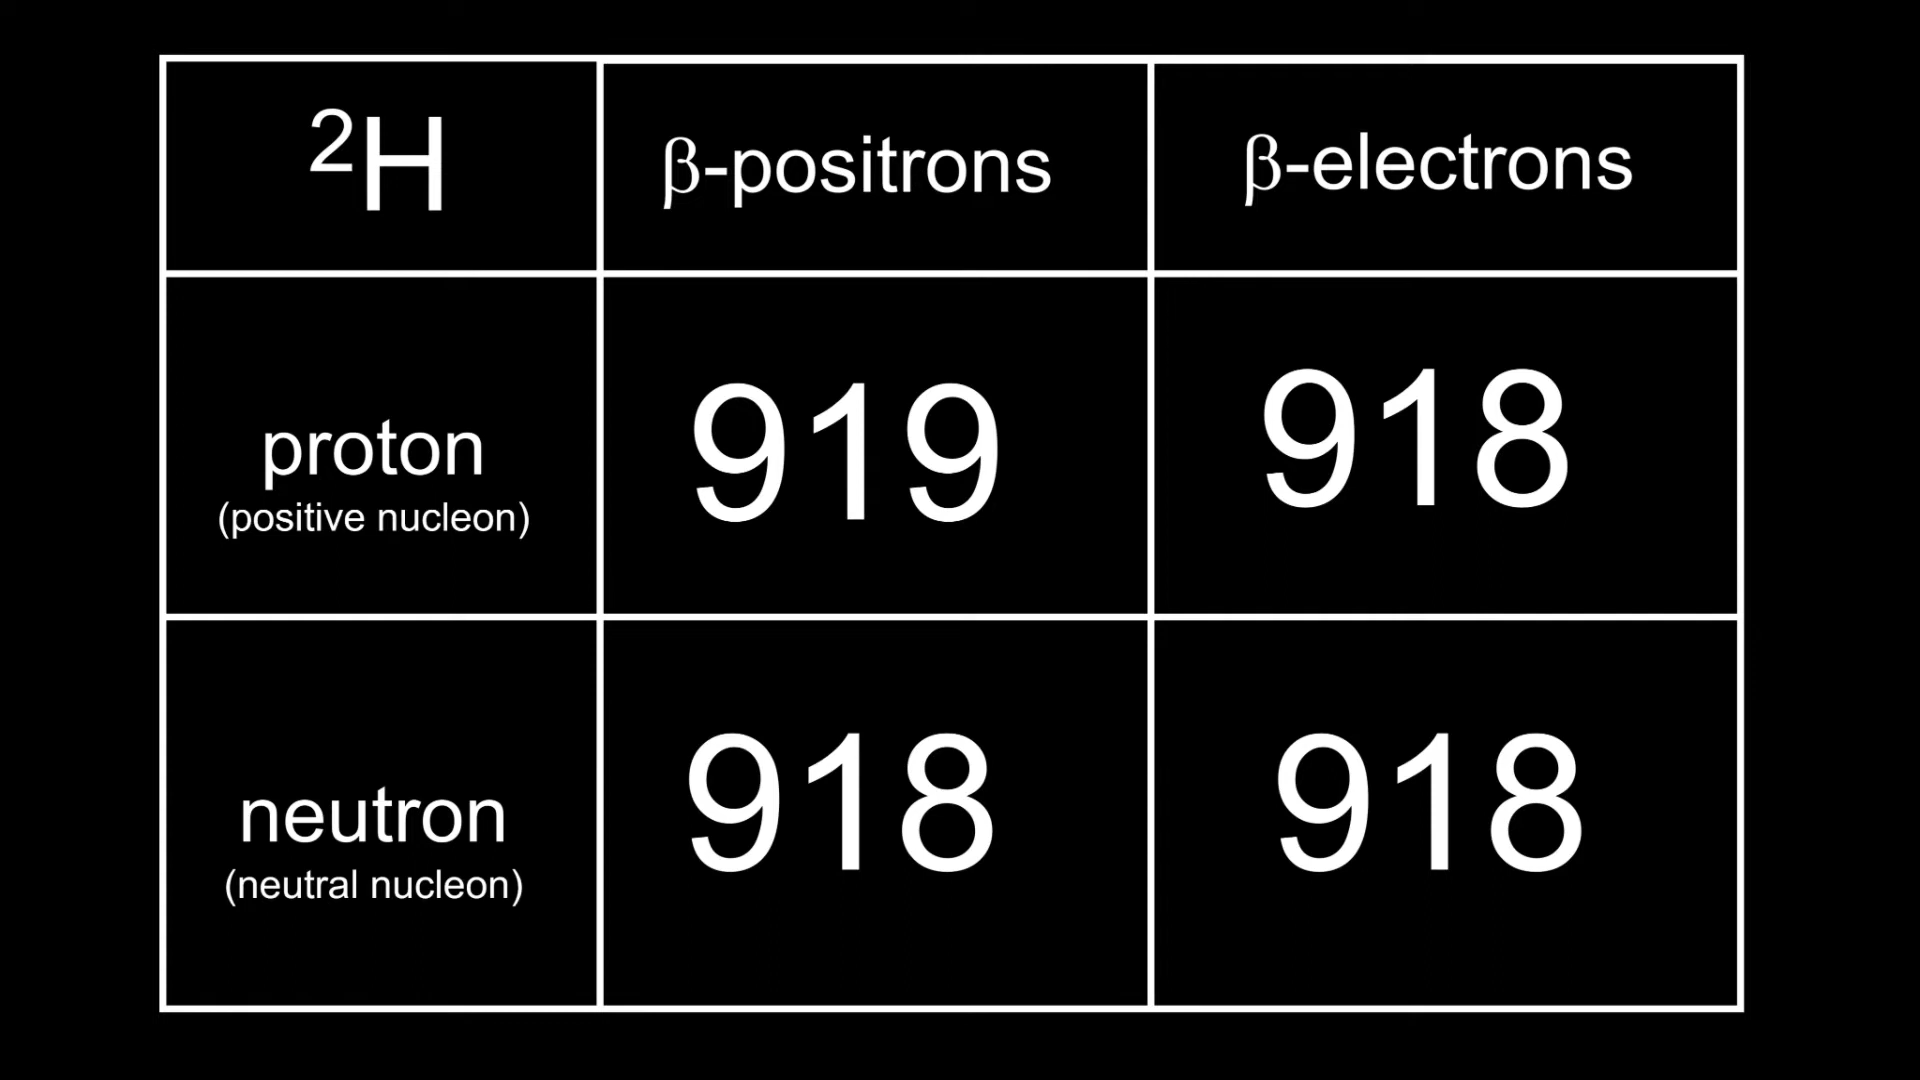 ²H
β-positrons
β-electrons
proton
(positive nucleon)
919
918
neutron
(neutral nucleon)
918
918